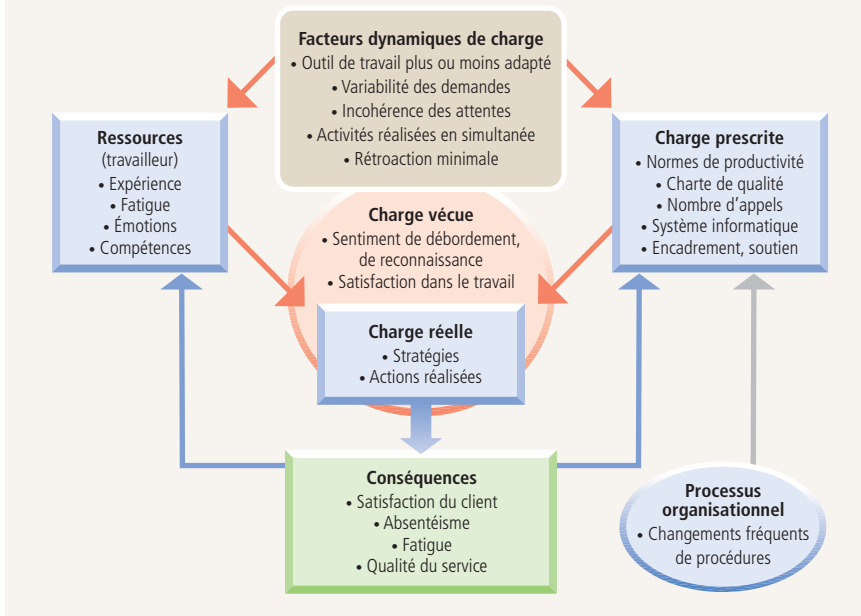 Facteurs dynamiques de charge
• Outil de travail plus ou moins adapté
• Variabilité des demandes
• Incohérence des attentes
• Activités réalisées en simultanée
• Rétroaction minimale
Ressources
(travailleur)
• Expérience
• Fatigue
• Émotions
• Compétences
Charge prescrite
• Normes de productivité
• Charte de qualité
• Nombre d’appels
• Système informatique
• Encadrement, soutien
Charge vécue
• Sentiment de débordement,
de reconnaissance
• Satisfaction dans le travail
Charge réelle
• Stratégies
• Actions réalisées
Conséquences
• Satisfaction du client
• Absentéisme
• Fatigue
• Qualité du service
Processus
organisationnel
• Changements fréquents
de procédures